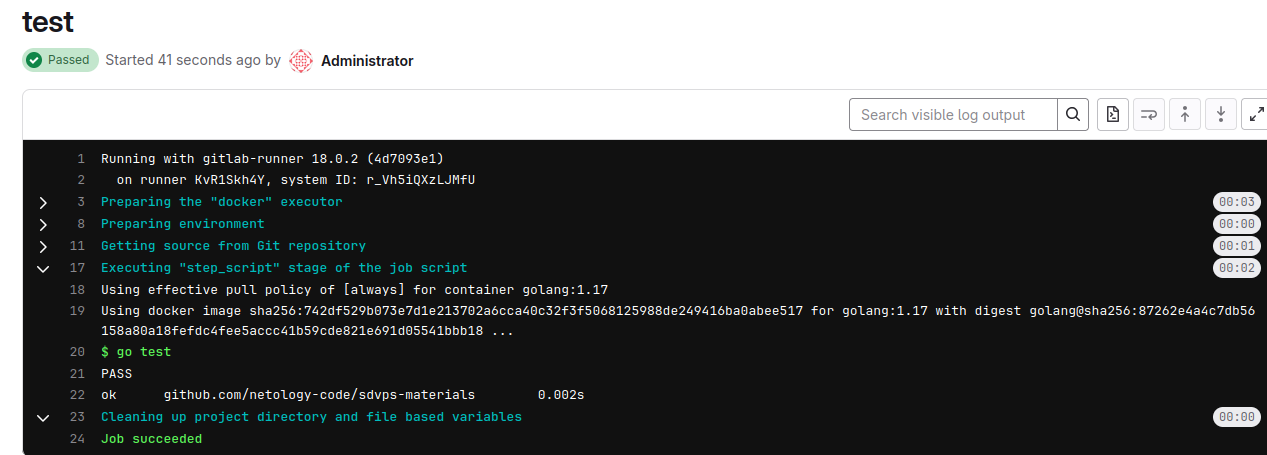 test
Passed Started 41 seconds ago by Administrator
Search visible log output
1 Running with gitlab-runner 18.0.2 (4d7093e1)
2 on runner KvR1Skh4Y, system ID: r_Vh5iQXzLJMfU
3 Preparing the "docker" executor 00:03
8 Preparing environment 00:00
11 Getting source from Git repository 00:01
17 Executing "step_script" stage of the job script 00:02
18 Using effective pull policy of [always] for container golang:1.17
19 Using docker image sha256:742df529b073e7d1e213702a6cca40c32f3f5068125988de249416ba0abee517 for golang:1.17 with digest golang@sha256:87262e4a4c7db56
158a80a18fefdc4fee5accc41b59cde821e691d05541bbb18 ...
20 $ go test
21 PASS
22 ok github.com/netology-code/sdvps-materials 0.002s
23 Cleaning up project directory and file based variables 00:00
24 Job succeeded